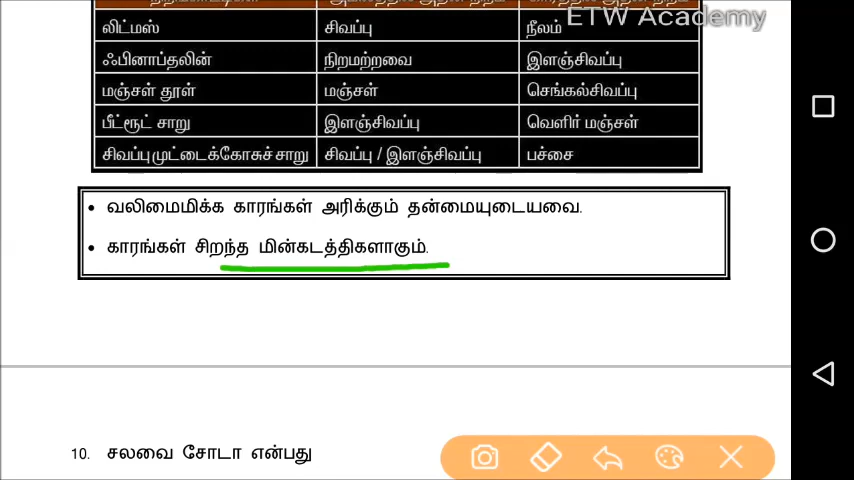 ETW Academy
லிட்மஸ் சிவப்பு நீலம்
ஃபினாப்தலின் நிறமற்றவை இளஞ்சிவப்பு
மஞ்சள் தூள் மஞ்சள் செங்கல்சிவப்பு
பீட்ரூட் சாறு இளஞ்சிவப்பு வெளிர் மஞ்சள்
சிவப்பு முட்டைக்கோசுச்சாறு சிவப்பு / இளஞ்சிவப்பு பச்சை
• வலிமைமிக்க காரங்கள் அரிக்கும் தன்மையுடையவை.
• காரங்கள் சிறந்த மின்கடத்திகளாகும்.
10. சலவை சோடா என்பது